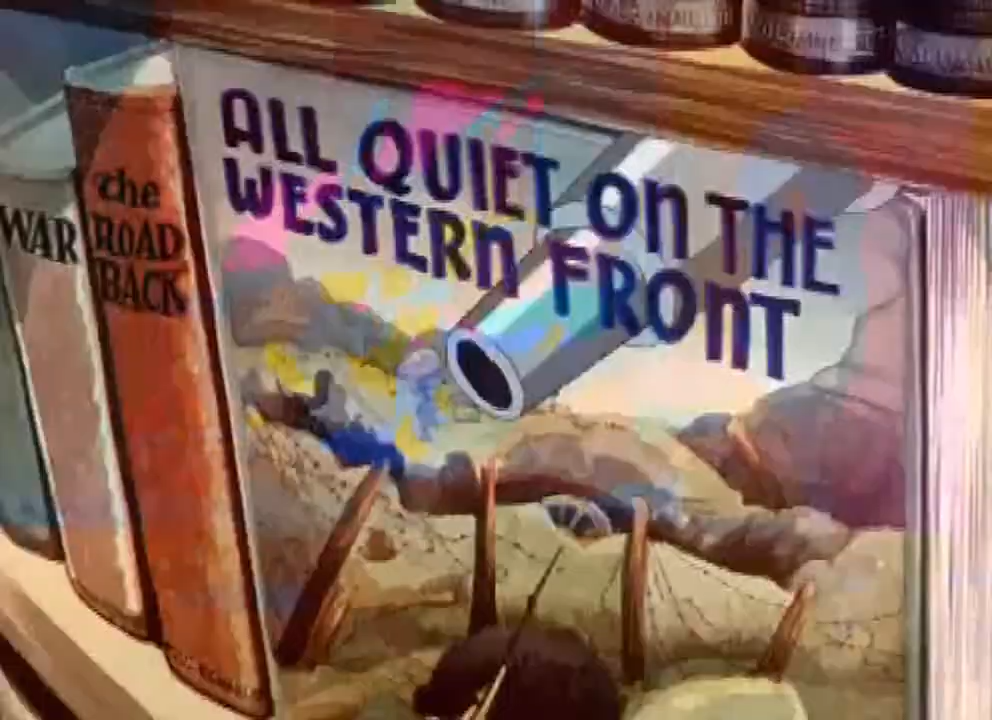 WAR
the
ROAD
BACK
ALL QUIET ON THE
WESTERN FRONT